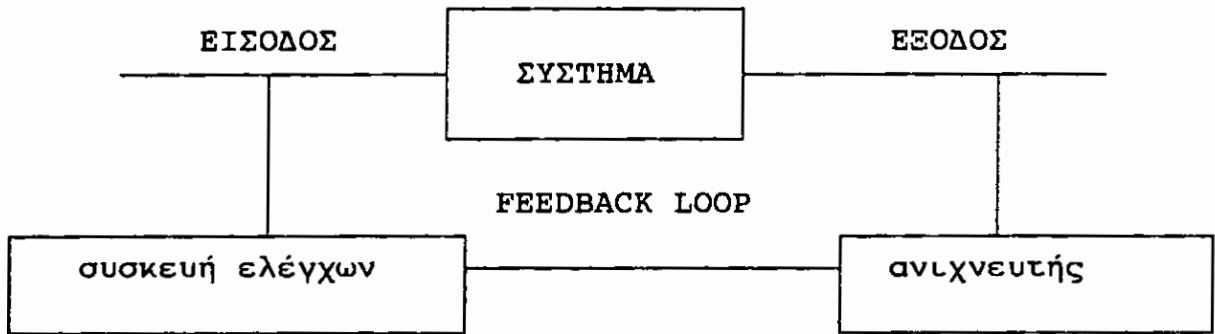 ΕΙΣΟΔΟΣ
ΣΥΣΤΗΜΑ
ΕΞΟΔΟΣ
FEEDBACK LOOP
συσκευή ελέγχων
ανιχνευτής